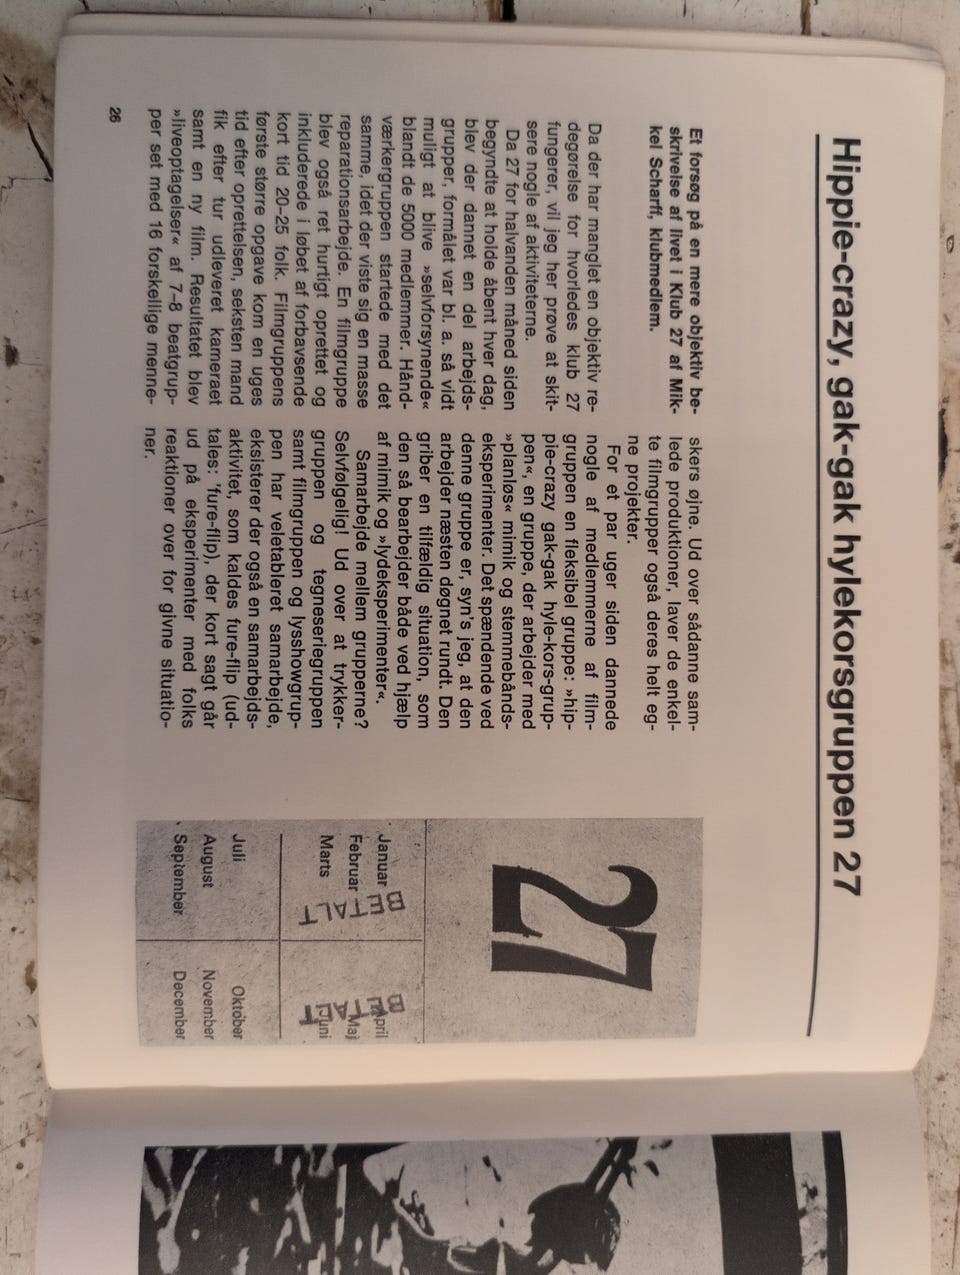 Hippie-crazy, gak-gak hylekorsgruppen 27
Et forsøg på en mere objektiv be-
skrivelse af livet i Klub 27 af Mik-
kel Scharff, klubmedlem.
Da der har manglet en objektiv re-
degørelse for hvorledes klub 27
fungerer, vil jeg her prøve at skit-
sere nogle af aktiviteterne.
Da 27 for halvanden måned siden
begyndte at holde åbent hver dag,
blev der dannet en del arbejds-
grupper, formålet var bl. a. så vidt
muligt at blive »selvforsynende«
blandt de 5000 medlemmer. Hånd-
værkergruppen startede med det
samme, idet der viste sig en masse
reparationsarbejde. En filmgruppe
blev også ret hurtigt oprettet og
inkluderede i løbet af forbavsende
kort tid 20–25 folk. Filmgruppens
første større opgave kom en uges
tid efter oprettelsen, seksten mand
fik efter tur udleveret kameraet
samt en ny film. Resultatet blev
»liveoptagelser« af 7–8 beatgrup-
per set med 16 forskellige menne-
skers øjne. Ud over sådanne sam-
lede produktioner, laver de enkel-
te filmgrupper også deres helt eg-
ne projekter.
For et par uger siden dannede
nogle af medlemmerne af film-
gruppen en fleksibel gruppe: »hip-
pie-crazy gak-gak hyle-kors-grup-
pen«, en gruppe, der arbejder med
»planløs« mimik og stemmebånds-
eksperimenter. Det spændende ved
denne gruppe er, syn's jeg, at den
arbejder næsten døgnet rundt. Den
griber en tilfældig situation, som
den så bearbejder både ved hjælp
af mimik og »lydeksperimenter«.
Samarbejde mellem grupperne?
Selvfølgelig! Ud over at trykker-
gruppen og tegneseriegruppen
samt filmgruppen og lysshowgrup-
pen har veletableret samarbejde,
eksisterer der også en samarbejds-
aktivitet, som kaldes fure-flip (ud-
tales: 'fure-flip), der kort sagt går
ud på eksperimenter med folks
reaktioner over for givne situatio-
ner.
27
Januar
Februar
Marts
BETALT
April
Maj
Juni
BETALT
Juli
August
September
Oktober
November
December
26